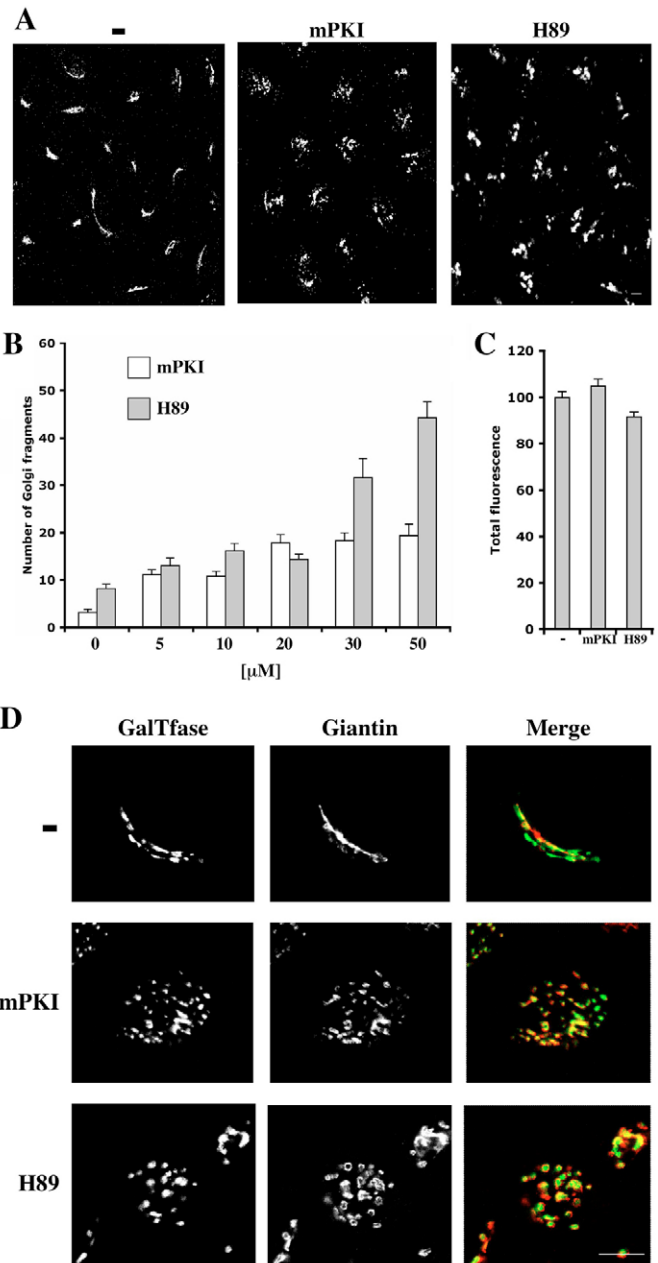 A
- mPKI H89
B
60
50
40
30
20
10
0
Number of Golgi fragments
mPKI
H89
0 5 10 20 30 50
[µM]
C
120
100
80
60
40
20
0
Total fluorescence
- mPKI H89
D
GalTfase Giantin Merge
-
mPKI
H89